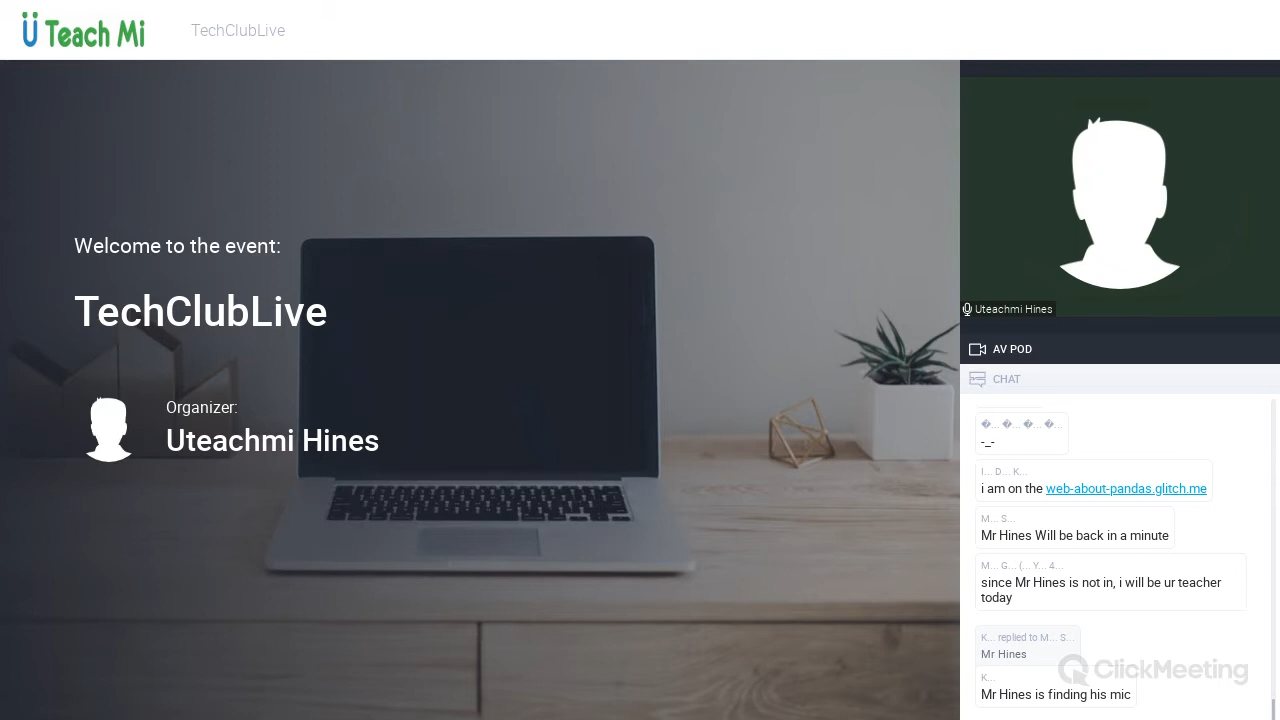 Ü Teach Mi
TechClubLive
Welcome to the event:
TechClubLive
Organizer:
Uteachmi Hines
Uteachmi Hines
AV POD
CHAT
�... �... �... �...
-_-
I... D... K...
i am on the web-about-pandas.glitch.me
M... S...
Mr Hines Will be back in a minute
M... G... (... Y... 4...
since Mr Hines is not in, i will be ur teacher
today
K... replied to M... S...
Mr Hines
K...
Mr Hines is finding his mic
ClickMeeting